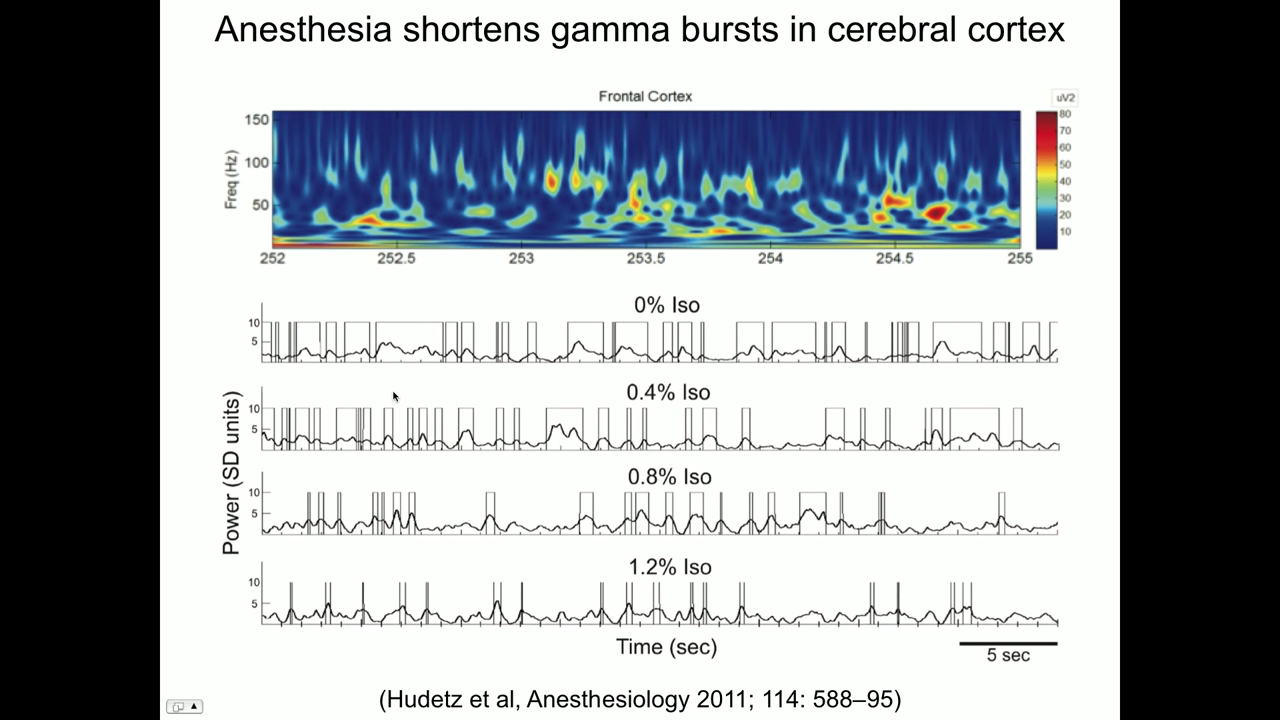 Anesthesia shortens gamma bursts in cerebral cortex
Frontal Cortex
uV2
Freq (Hz)
150
100
50
80
70
60
50
40
30
20
10
252 252.5 253 253.5 254 254.5 255
0% Iso
10
5
0.4% Iso
10
5
0.8% Iso
10
5
1.2% Iso
10
5
Power (SD units)
Time (sec)
5 sec
(Hudetz et al, Anesthesiology 2011; 114: 588–95)